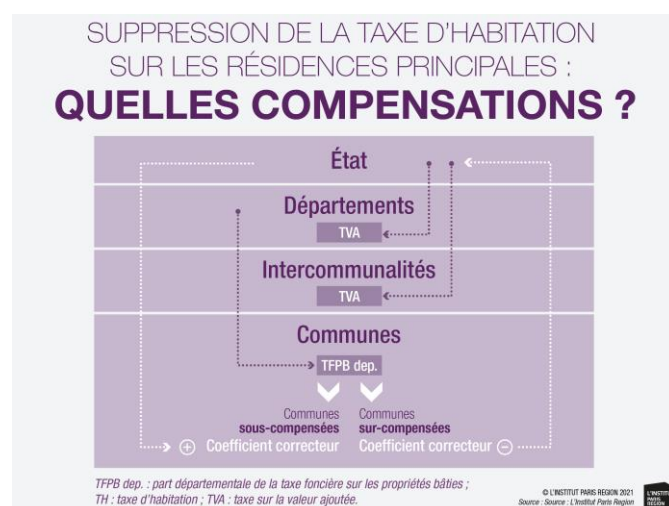 SUPPRESSION DE LA TAXE D'HABITATION
SUR LES RÉSIDENCES PRINCIPALES :
QUELLES COMPENSATIONS ?
État
Départements
TVA
Intercommunalités
TVA
Communes
TFPB dep.
Communes
sous-compensées
Communes
sur-compensées
+ Coefficient correcteur
Coefficient correcteur −
TFPB dep. : part départementale de la taxe foncière sur les propriétés bâties ;
TH : taxe d'habitation ; TVA : taxe sur la valeur ajoutée.
© L'INSTITUT PARIS REGION 2021
Source : Source : L'Institut Paris Region
L'INSTITUT
PARIS
REGION